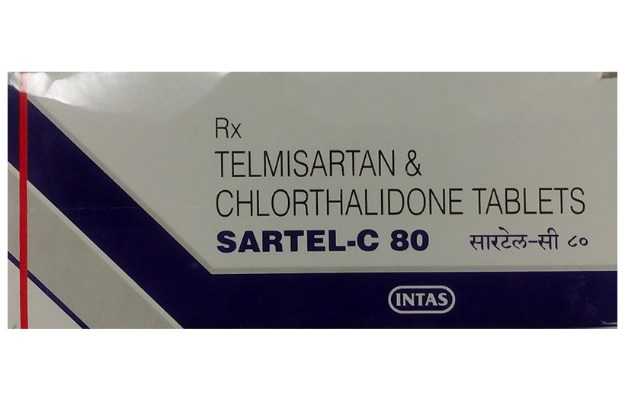 Rx
TELMISARTAN &
CHLORTHALIDONE TABLETS
SARTEL-C 80 सारटेल-सी ८०
INTAS